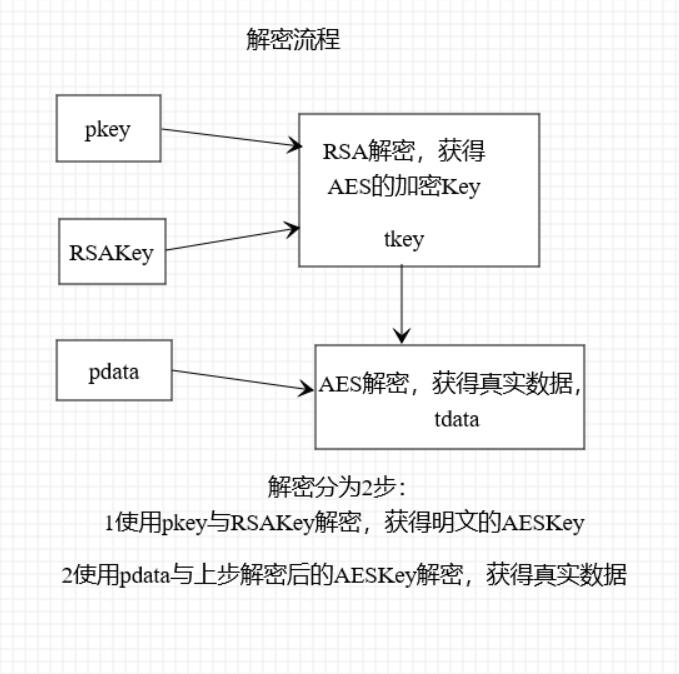 解密流程
pkey
RSA解密，获得
AES的加密Key
tkey
RSAKey
pdata
AES解密，获得真实数据，
tdata
解密分为2步：
1使用pkey与RSAKey解密，获得明文的AESKey
2使用pdata与上步解密后的AESKey解密，获得真实数据